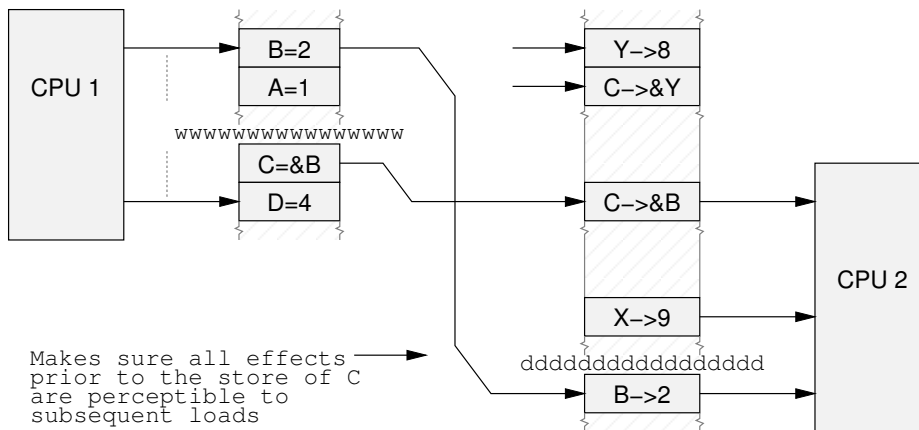 CPU 1
B=2
A=1
wwwwwwwwwwwwwwww
C=&B
D=4
Y->8
C->&Y
C->&B
X->9
dddddddddddddddd
B->2
CPU 2
Makes sure all effects
prior to the store of C
are perceptible to
subsequent loads